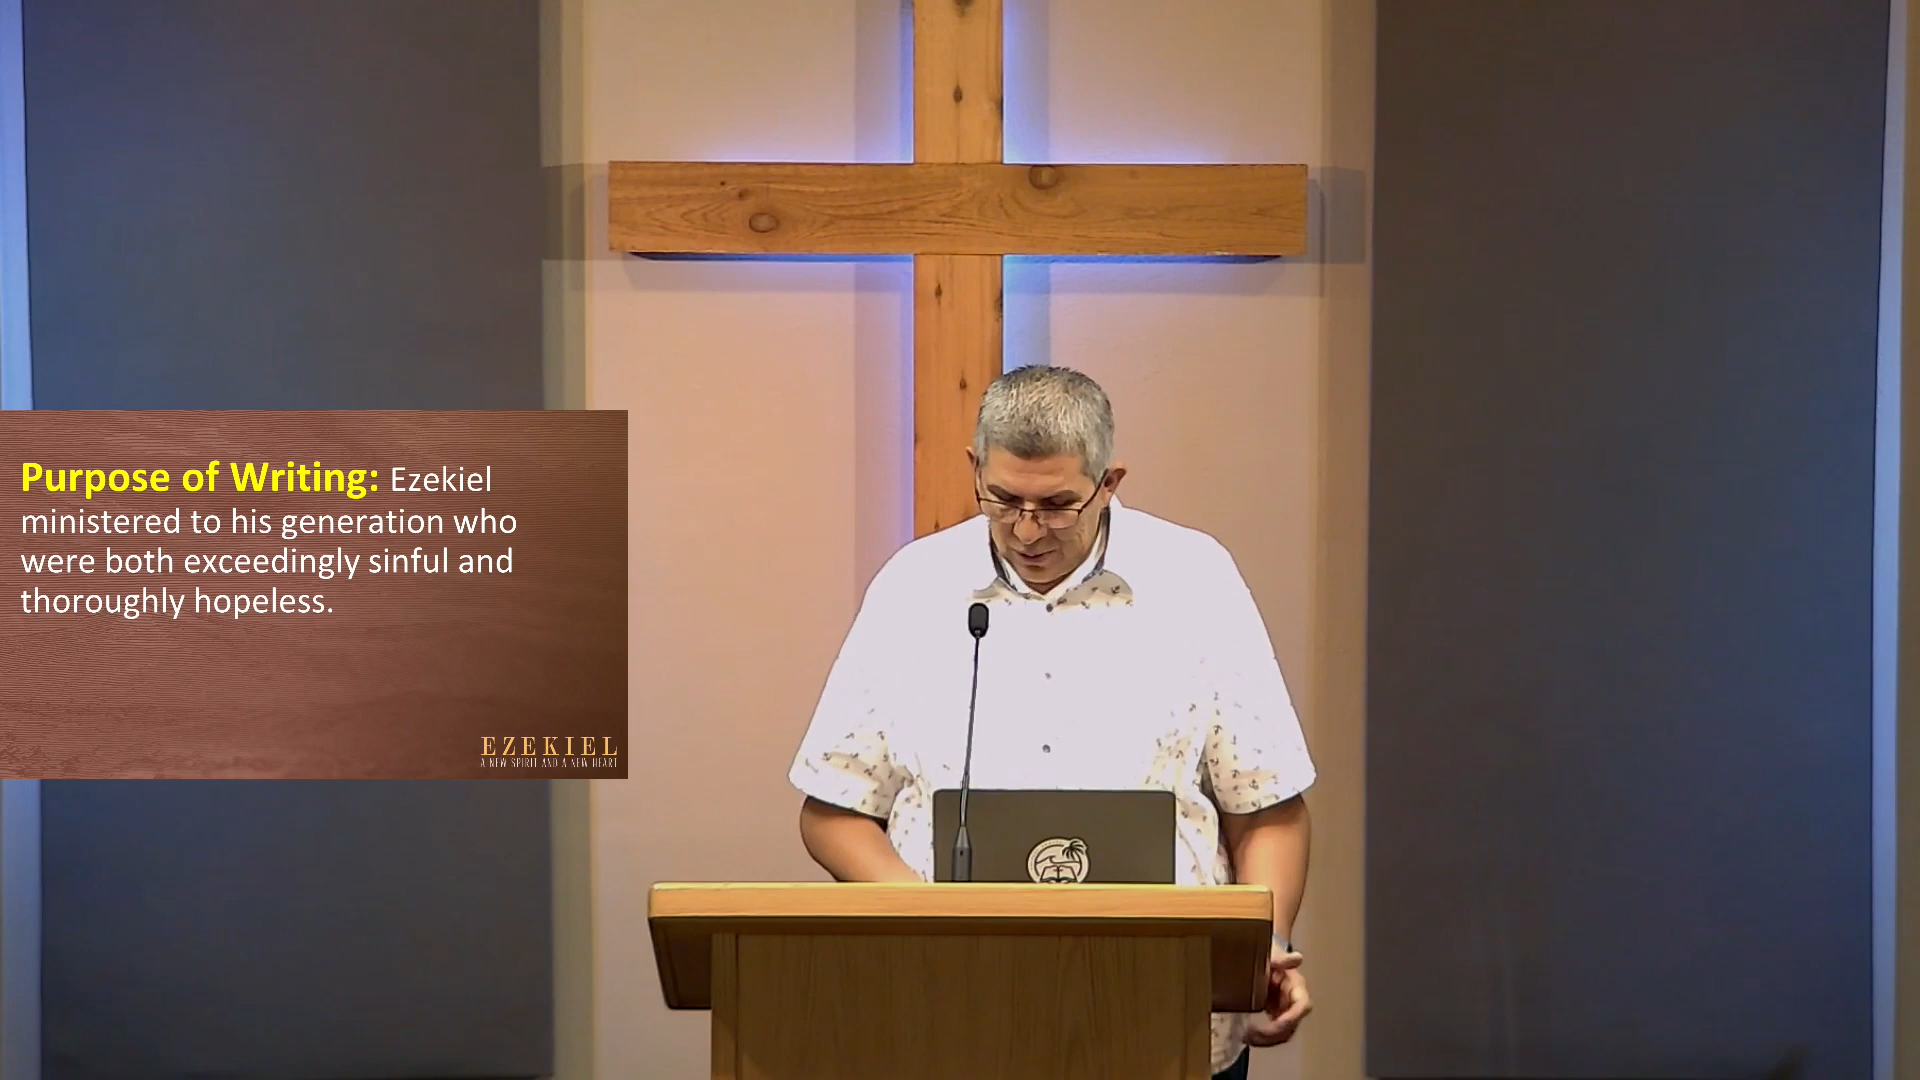 Purpose of Writing: Ezekiel
ministered to his generation who
were both exceedingly sinful and
thoroughly hopeless.
EZEKIEL
A NEW SPIRIT AND A NEW HEART